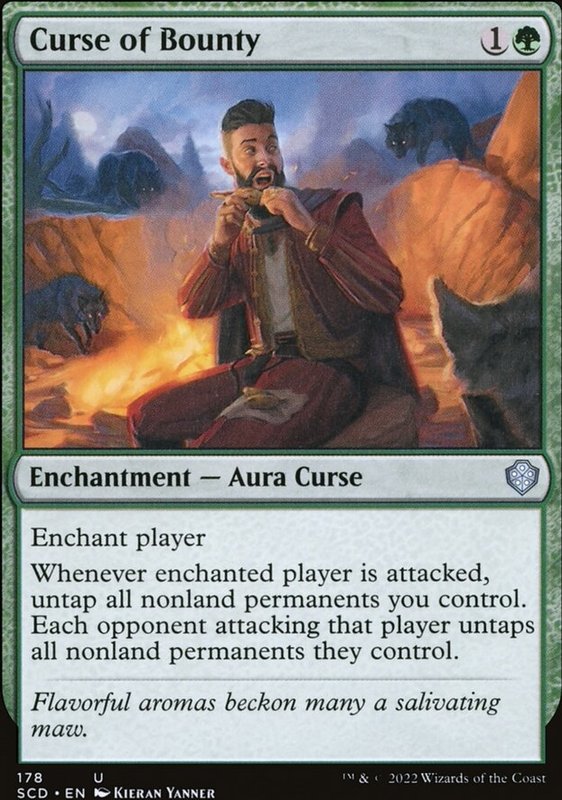 Curse of Bounty 1
Enchantment — Aura Curse
Enchant player
Whenever enchanted player is attacked,
untap all nonland permanents you control.
Each opponent attacking that player untaps
all nonland permanents they control.
Flavorful aromas beckon many a salivating
maw.
178 U
SCD • EN KIERAN YANNER
™ & © 2022 Wizards of the Coast